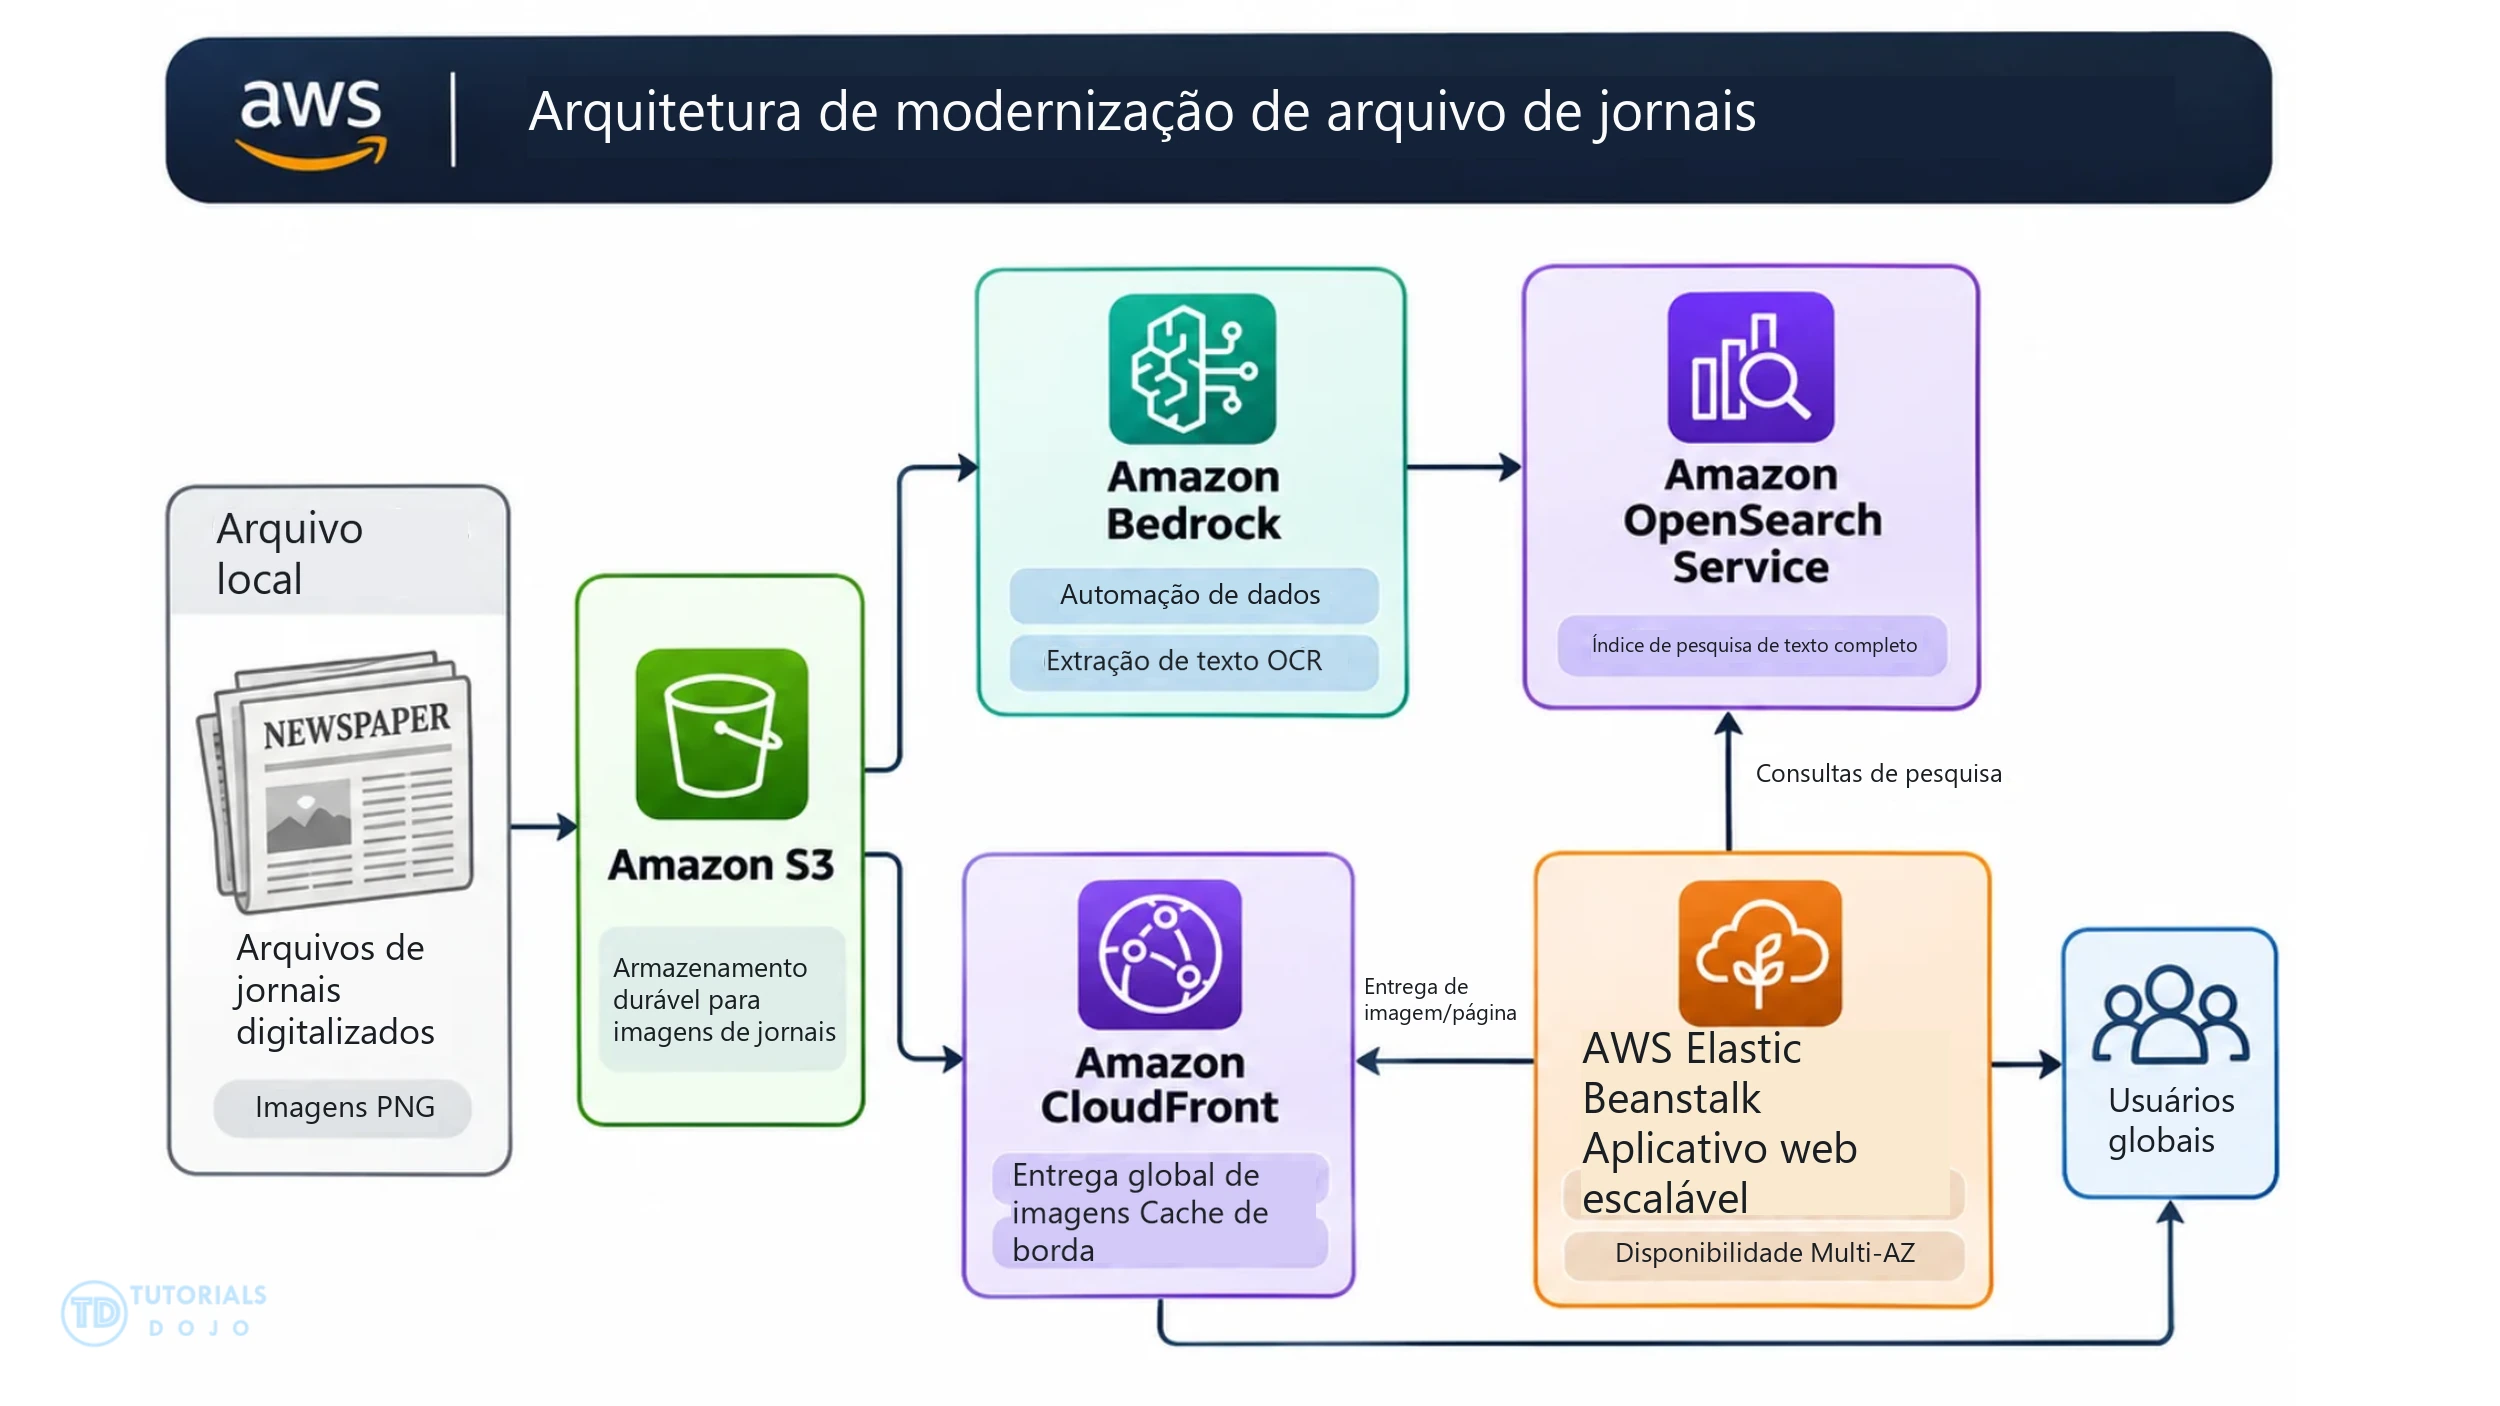 aws
Arquitetura de modernização de arquivo de jornais
Arquivo
local
NEWSPAPER
Arquivos de
jornais
digitalizados
Imagens PNG
Amazon S3
Armazenamento
durável para
imagens de jornais
Amazon
Bedrock
Automação de dados
Extração de texto OCR
Amazon
OpenSearch
Service
Índice de pesquisa de texto completo
Consultas de pesquisa
Amazon
CloudFront
Entrega global de
imagens Cache de
borda
Entrega de
imagem/página
AWS Elastic
Beanstalk
Aplicativo web
escalável
Disponibilidade Multi-AZ
Usuários
globais
TD
TUTORIALS
DOJO